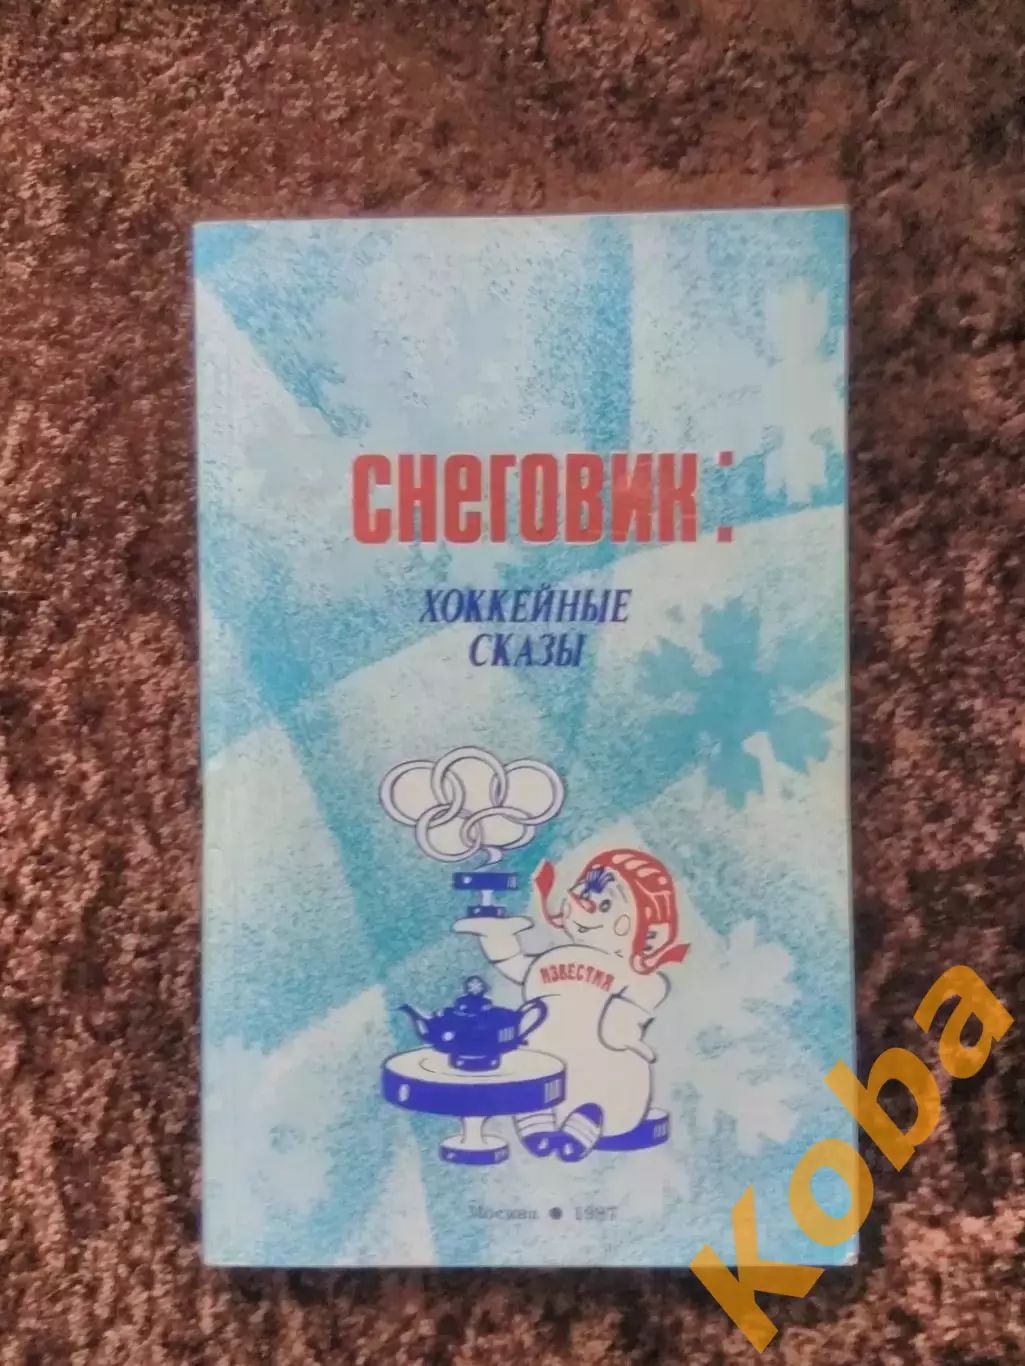 СНЕГОВИК:
ХОККЕЙНЫЕ
СКАЗЫ
ИЗВЕСТИЯ
Москва ● 1987
Koba